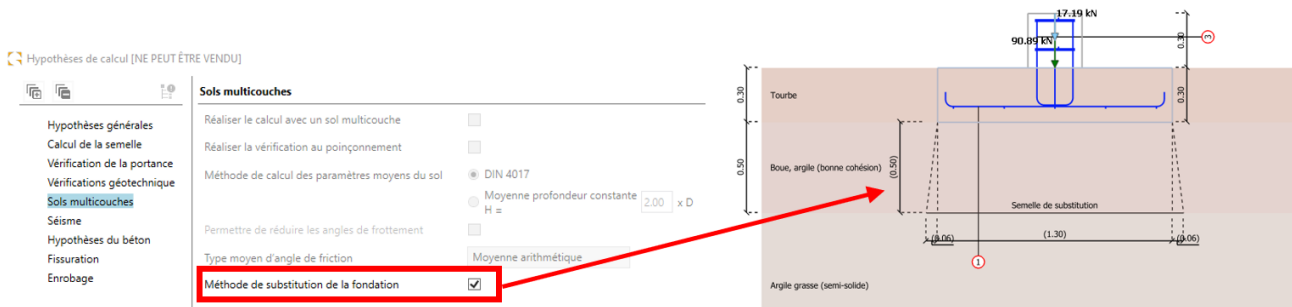 Hypothèses de calcul [NE PEUT ÊTRE VENDU]
Hypothèses générales
Calcul de la semelle
Vérification de la portance
Vérifications géotechnique
Sols multicouches
Séisme
Hypothèses du béton
Fissuration
Enrobage
Sols multicouches
Réaliser le calcul avec un sol multicouche
Réaliser la vérification au poinçonnement
Méthode de calcul des paramètres moyens du sol
DIN 4017
Moyenne profondeur constante
H =
2.00 x D
Permettre de réduire les angles de frottement
Type moyen d'angle de friction
Moyenne arithmétique
Méthode de substitution de la fondation
17.19 kN
90.89 kN
0.30
3
0.30
Tourbe
0.30
0.50
Boue, argile (bonne cohésion)
(0.50)
Semelle de substitution
(0.06)
(1.30)
(0.06)
1
Argile grasse (semi-solide)